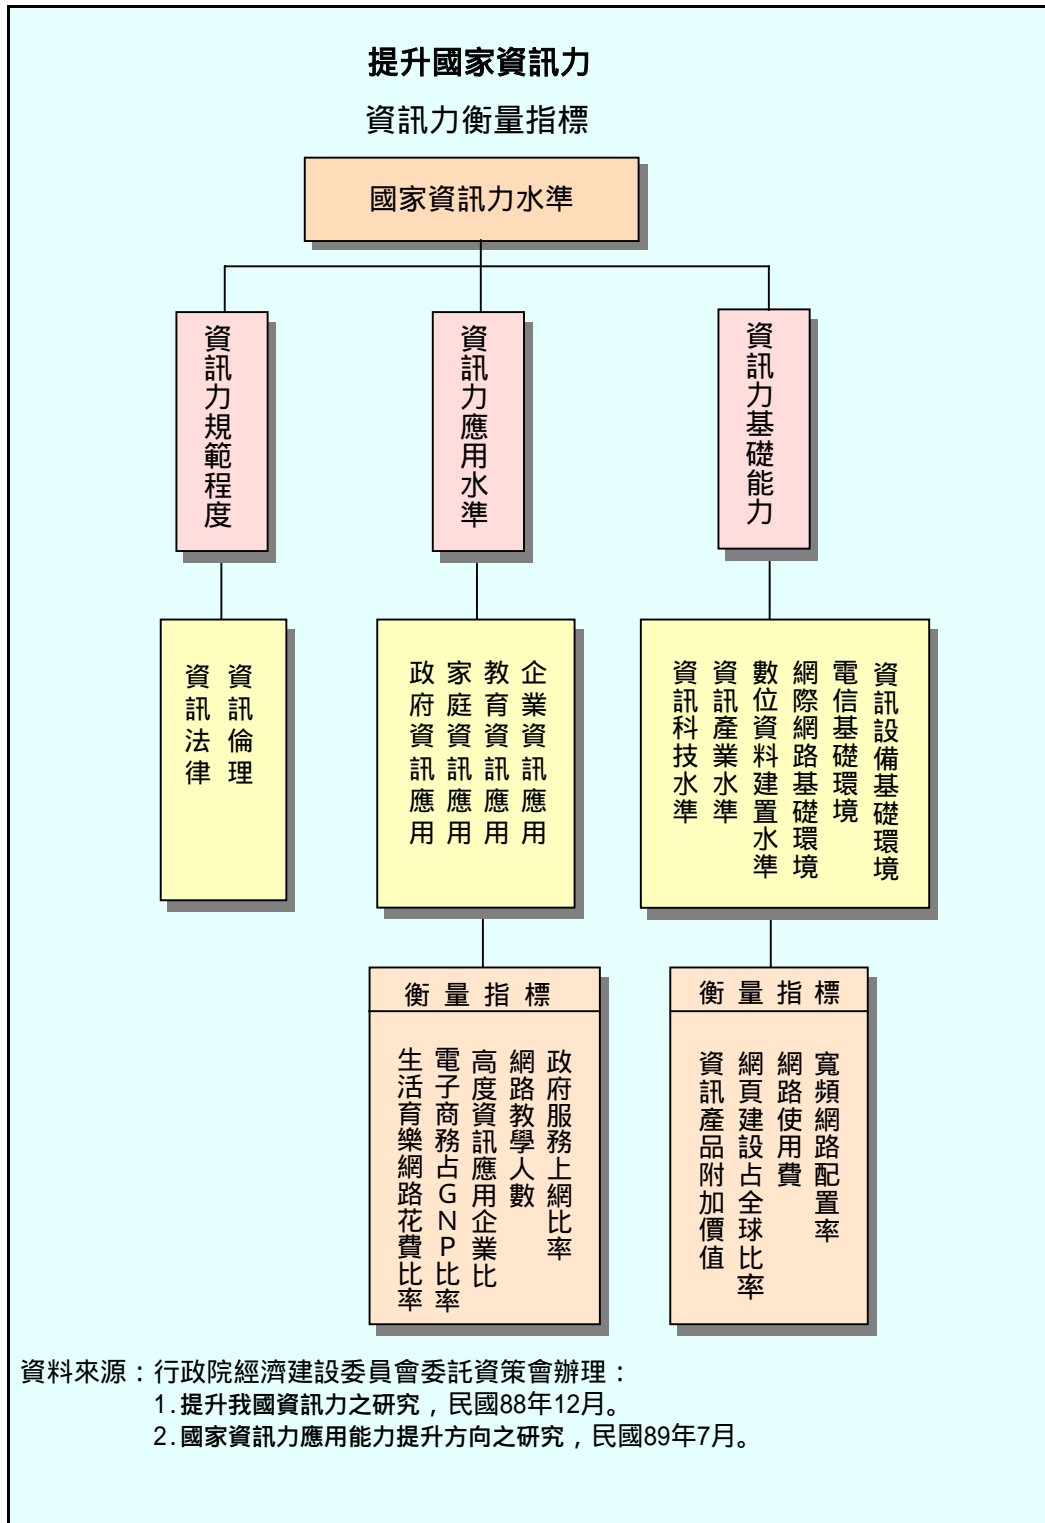 提升國家資訊力
資訊力衡量指標
國家資訊力水準
資訊力規範程度
資訊力應用水準
資訊力基礎能力
資訊法律
資訊倫理
政府資訊應用
家庭資訊應用
教育資訊應用
企業資訊應用
資訊科技水準
資訊產業水準
數位資料建置水準
網際網路基礎環境
電信基礎環境
資訊設備基礎環境
衡量指標
生活育樂網路花費比率
電子商務占GNP比率
高度資訊應用企業比
網路教學人數
政府服務上網比率
衡量指標
資訊產品附加價值
網頁建設占全球比率
網路使用費
寬頻網路配置率
資料來源：行政院經濟建設委員會委託資策會辦理：
1.提升我國資訊力之研究，民國88年12月。
2.國家資訊力應用能力提升方向之研究，民國89年7月。